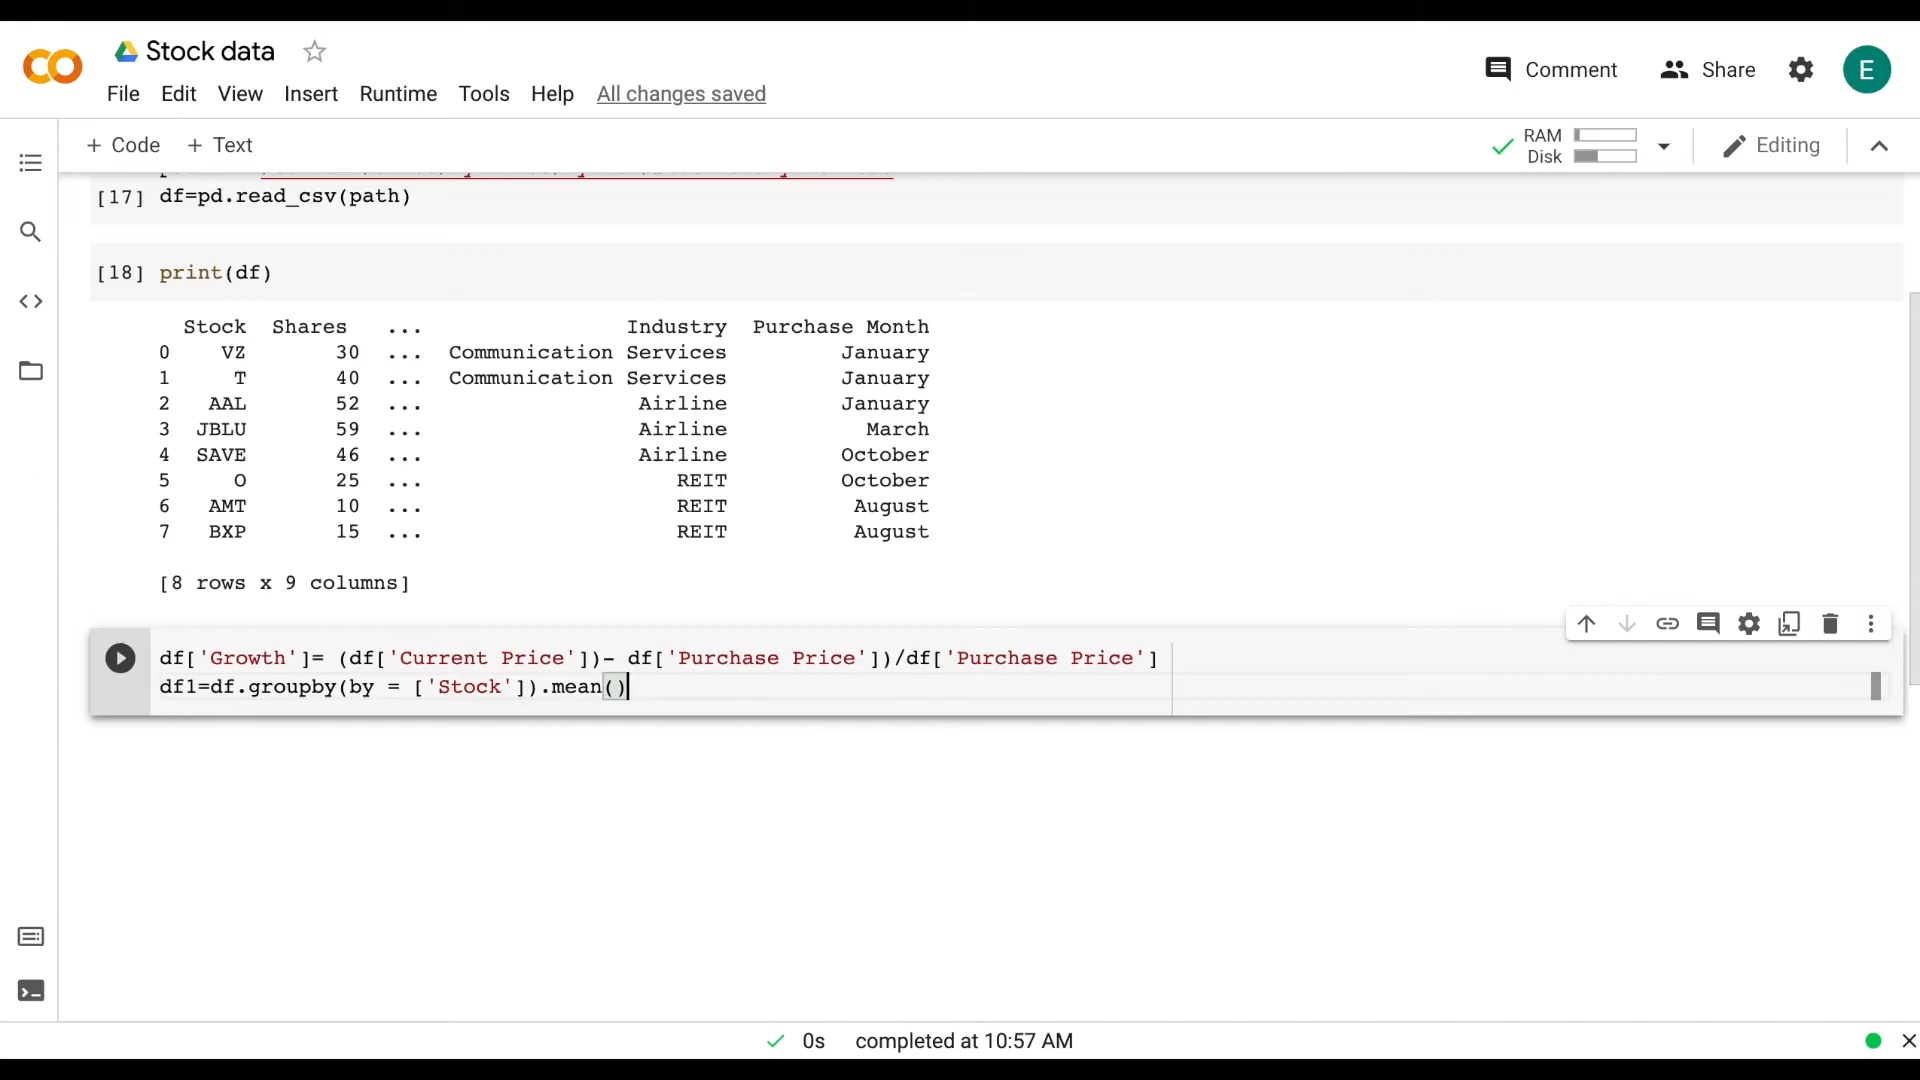 Stock data
Comment
Share
E
File Edit View Insert Runtime Tools Help All changes saved
+ Code + Text
RAM
Disk
Editing
[17] df=pd.read_csv(path)
[18] print(df)
Stock Shares ... Industry Purchase Month
0 VZ 30 ... Communication Services January
1 T 40 ... Communication Services January
2 AAL 52 ... Airline January
3 JBLU 59 ... Airline March
4 SAVE 46 ... Airline October
5 O 25 ... REIT October
6 AMT 10 ... REIT August
7 BXP 15 ... REIT August
[8 rows x 9 columns]
df['Growth']= (df['Current Price'])- df['Purchase Price'])/df['Purchase Price']
df1=df.groupby(by = ['Stock']).mean()
0s completed at 10:57 AM